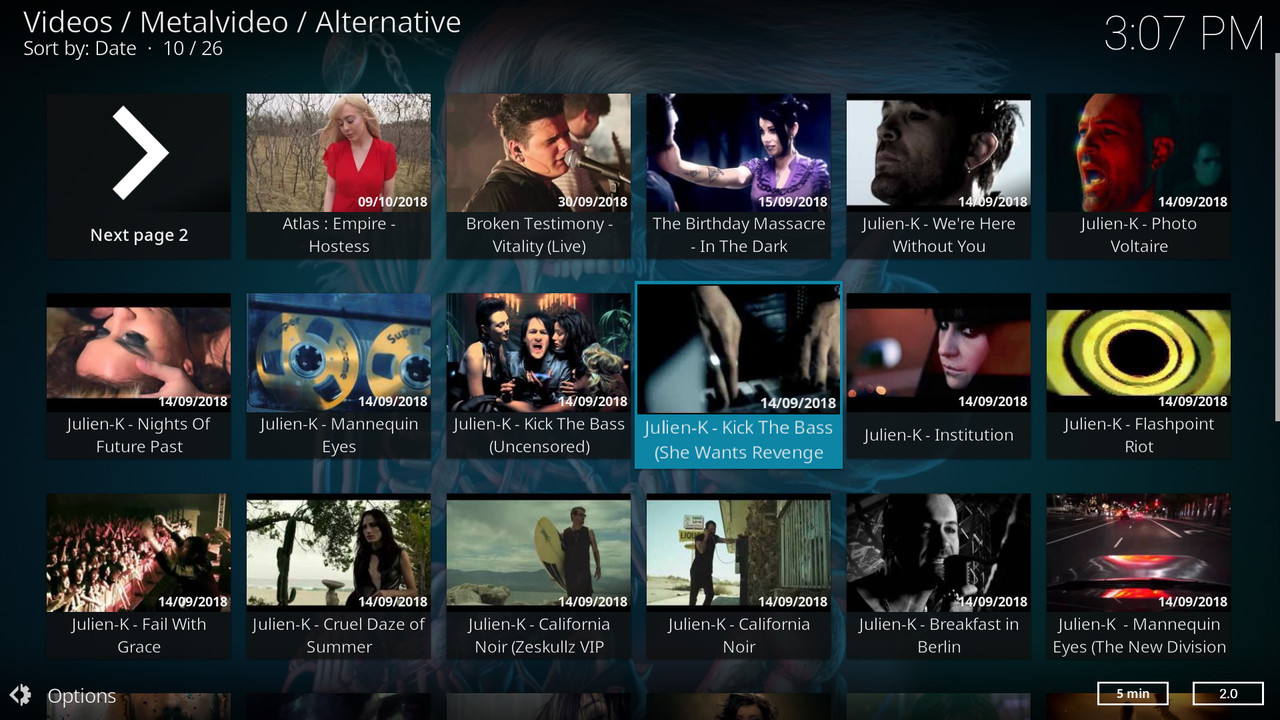 Videos / Metalvideo / Alternative
Sort by: Date · 10 / 26
3:07 PM
Next page 2
09/10/2018
Atlas : Empire -
Hostess
30/09/2018
Broken Testimony -
Vitality (Live)
15/09/2018
The Birthday Massacre
- In The Dark
14/09/2018
Julien-K - We're Here
Without You
14/09/2018
Julien-K - Photo
Voltaire
14/09/2018
Julien-K - Nights Of
Future Past
Super
Chrome
Super
14/09/2018
Julien-K - Mannequin
Eyes
14/09/2018
Julien-K - Kick The Bass
(Uncensored)
14/09/2018
Julien-K - Kick The Bass
(She Wants Revenge
14/09/2018
Julien-K - Institution
14/09/2018
Julien-K - Flashpoint
Riot
14/09/2018
Julien-K - Fail With
Grace
14/09/2018
Julien-K - Cruel Daze of
Summer
14/09/2018
Julien-K - California
Noir (Zeskullz VIP
14/09/2018
Julien-K - California
Noir
14/09/2018
Julien-K - Breakfast in
Berlin
14/09/2018
Julien-K - Mannequin
Eyes (The New Division
Options
5 min
2.0